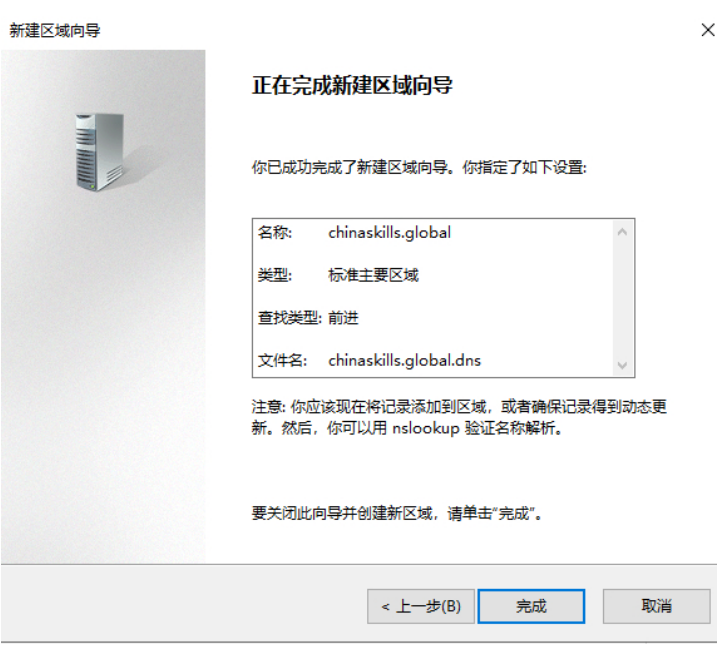 新建区域向导
正在完成新建区域向导
你已成功完成了新建区域向导。你指定了如下设置:
名称: chinaskills.global
类型: 标准主要区域
查找类型: 前进
文件名: chinaskills.global.dns
注意: 你应该现在将记录添加到区域，或者确保记录得到动态更
新。然后，你可以用 nslookup 验证名称解析。
要关闭此向导并创建新区域，请单击“完成”。
< 上一步(B) 完成 取消